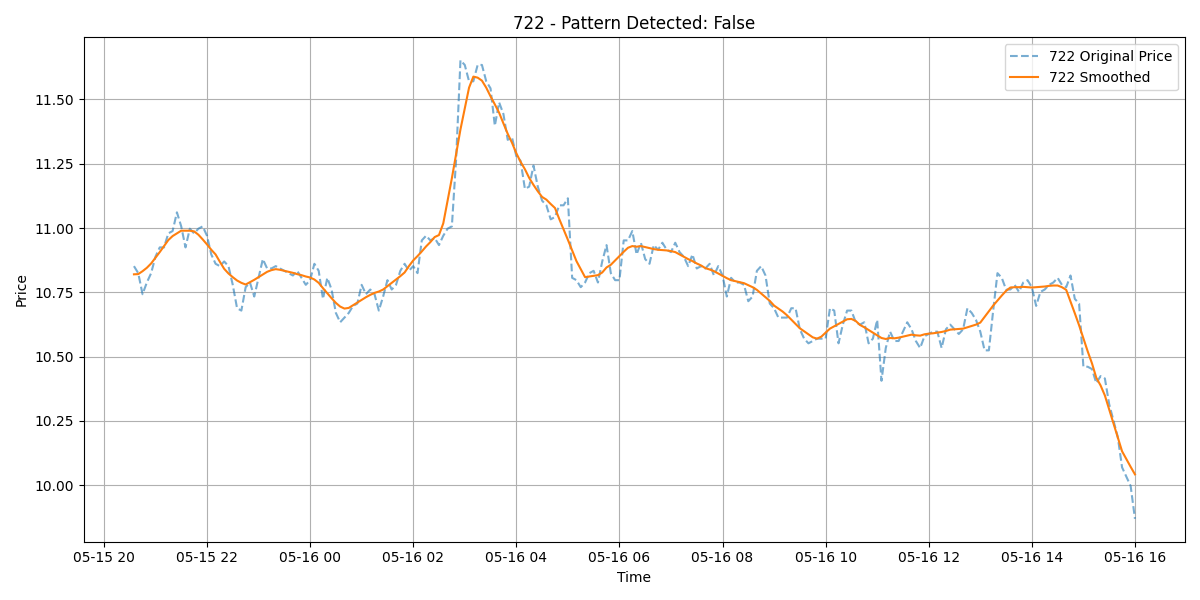 722 - Pattern Detected: False
722 Original Price
722 Smoothed
Price
11.50
11.25
11.00
10.75
10.50
10.25
10.00
05-15 20 05-15 22 05-16 00 05-16 02 05-16 04 05-16 06 05-16 08 05-16 10 05-16 12 05-16 14 05-16 16
Time